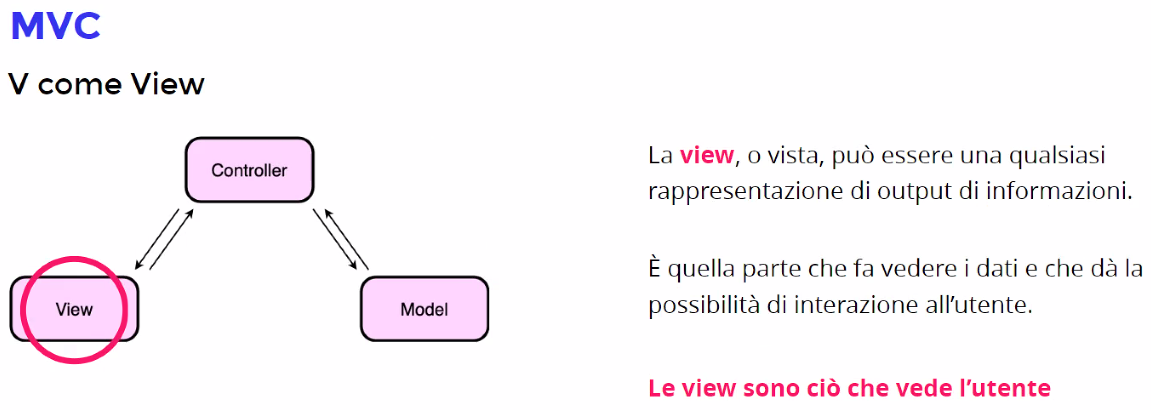 MVC
V come View
Controller
View
Model
La view, o vista, può essere una qualsiasi
rappresentazione di output di informazioni.
È quella parte che fa vedere i dati e che dà la
possibilità di interazione all’utente.
Le view sono ciò che vede l’utente